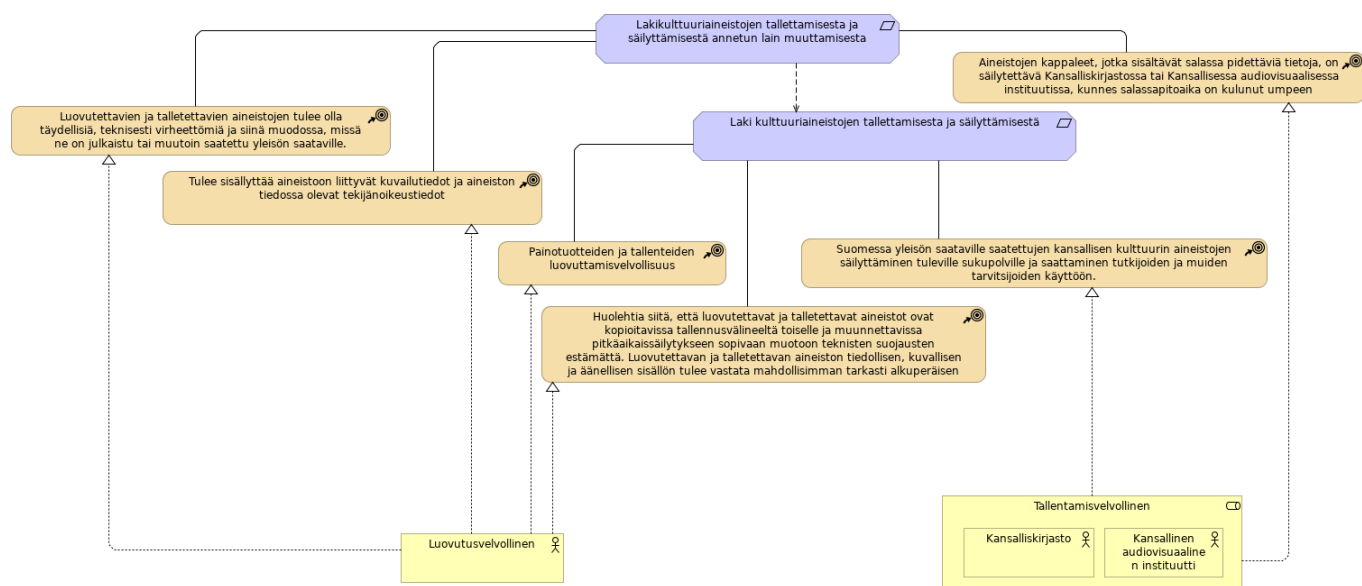 Lakikulttuuriaineistojen tallettamisesta ja
säilyttämisestä annetun lain muuttamisesta
Aineistojen kappaleet, jotka sisältävät salassa pidettäviä tietoja, on
säilytettävä Kansalliskirjastossa tai Kansallisessa audiovisuaalisessa
instituutissa, kunnes salassapitoaika on kulunut umpeen
Luovutettavien ja talletettavien aineistojen tulee olla
täydellisiä, teknisesti virheettömiä ja siinä muodossa, missä
ne on julkaistu tai muutoin saatettu yleisön saataville.
Laki kulttuuriaineistojen tallettamisesta ja säilyttämisestä
Tulee sisällyttää aineistoon liittyvät kuvailutiedot ja aineiston
tiedossa olevat tekijänoikeustiedot
Painotuotteiden ja tallenteiden
luovuttamisvelvollisuus
Suomessa yleisön saataville saatettujen kansallisen kulttuurin aineistojen
säilyttäminen tuleville sukupolville ja saattaminen tutkijoiden ja muiden
tarvitsijoiden käyttöön.
Huolehtia siitä, että luovutettavat ja talletettavat aineistot ovat
kopioitavissa tallennusvälineeltä toiselle ja muunnettavissa
pitkäaikaissäilytykseen sopivaan muotoon teknisten suojausten
estämättä. Luovutettavan ja talletettavan aineiston tiedollisen, kuvallisen
ja äänellisen sisällön tulee vastata mahdollisimman tarkasti alkuperäisen
Luovutusvelvollinen
Tallentamisvelvollinen
Kansalliskirjasto
Kansallinen
audiovisuaaline
n instituutti